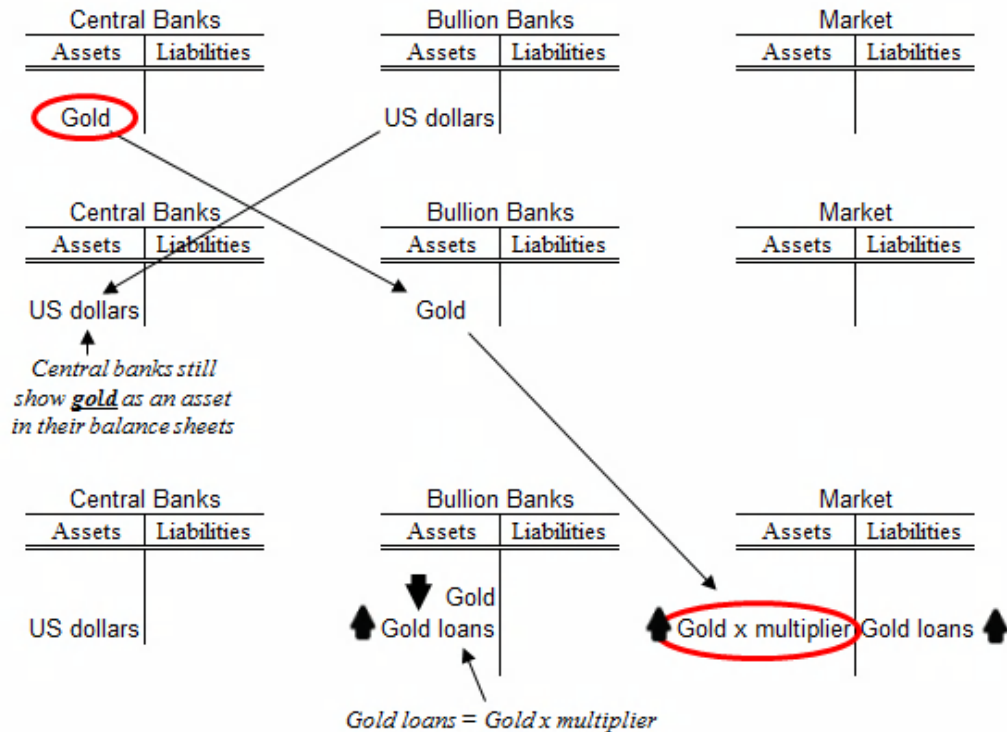 Central Banks Bullion Banks Market
Assets Liabilities Assets Liabilities Assets Liabilities
Gold US dollars
Central Banks Bullion Banks Market
Assets Liabilities Assets Liabilities Assets Liabilities
US dollars Gold
Central banks still
show gold as an asset
in their balance sheets
Central Banks Bullion Banks Market
Assets Liabilities Assets Liabilities Assets Liabilities
Gold
US dollars Gold loans Gold x multiplier Gold loans
Gold loans = Gold x multiplier